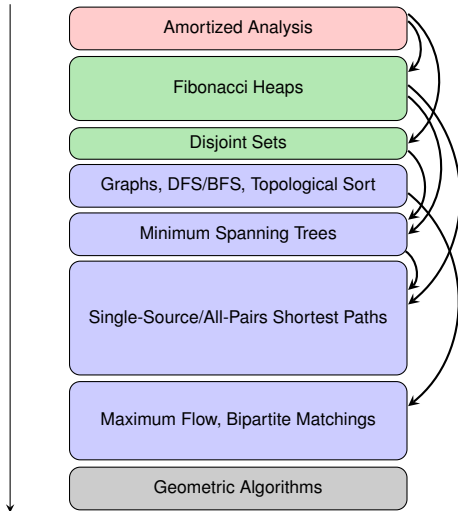 Amortized Analysis
Fibonacci Heaps
Disjoint Sets
Graphs, DFS/BFS, Topological Sort
Minimum Spanning Trees
Single-Source/All-Pairs Shortest Paths
Maximum Flow, Bipartite Matchings
Geometric Algorithms